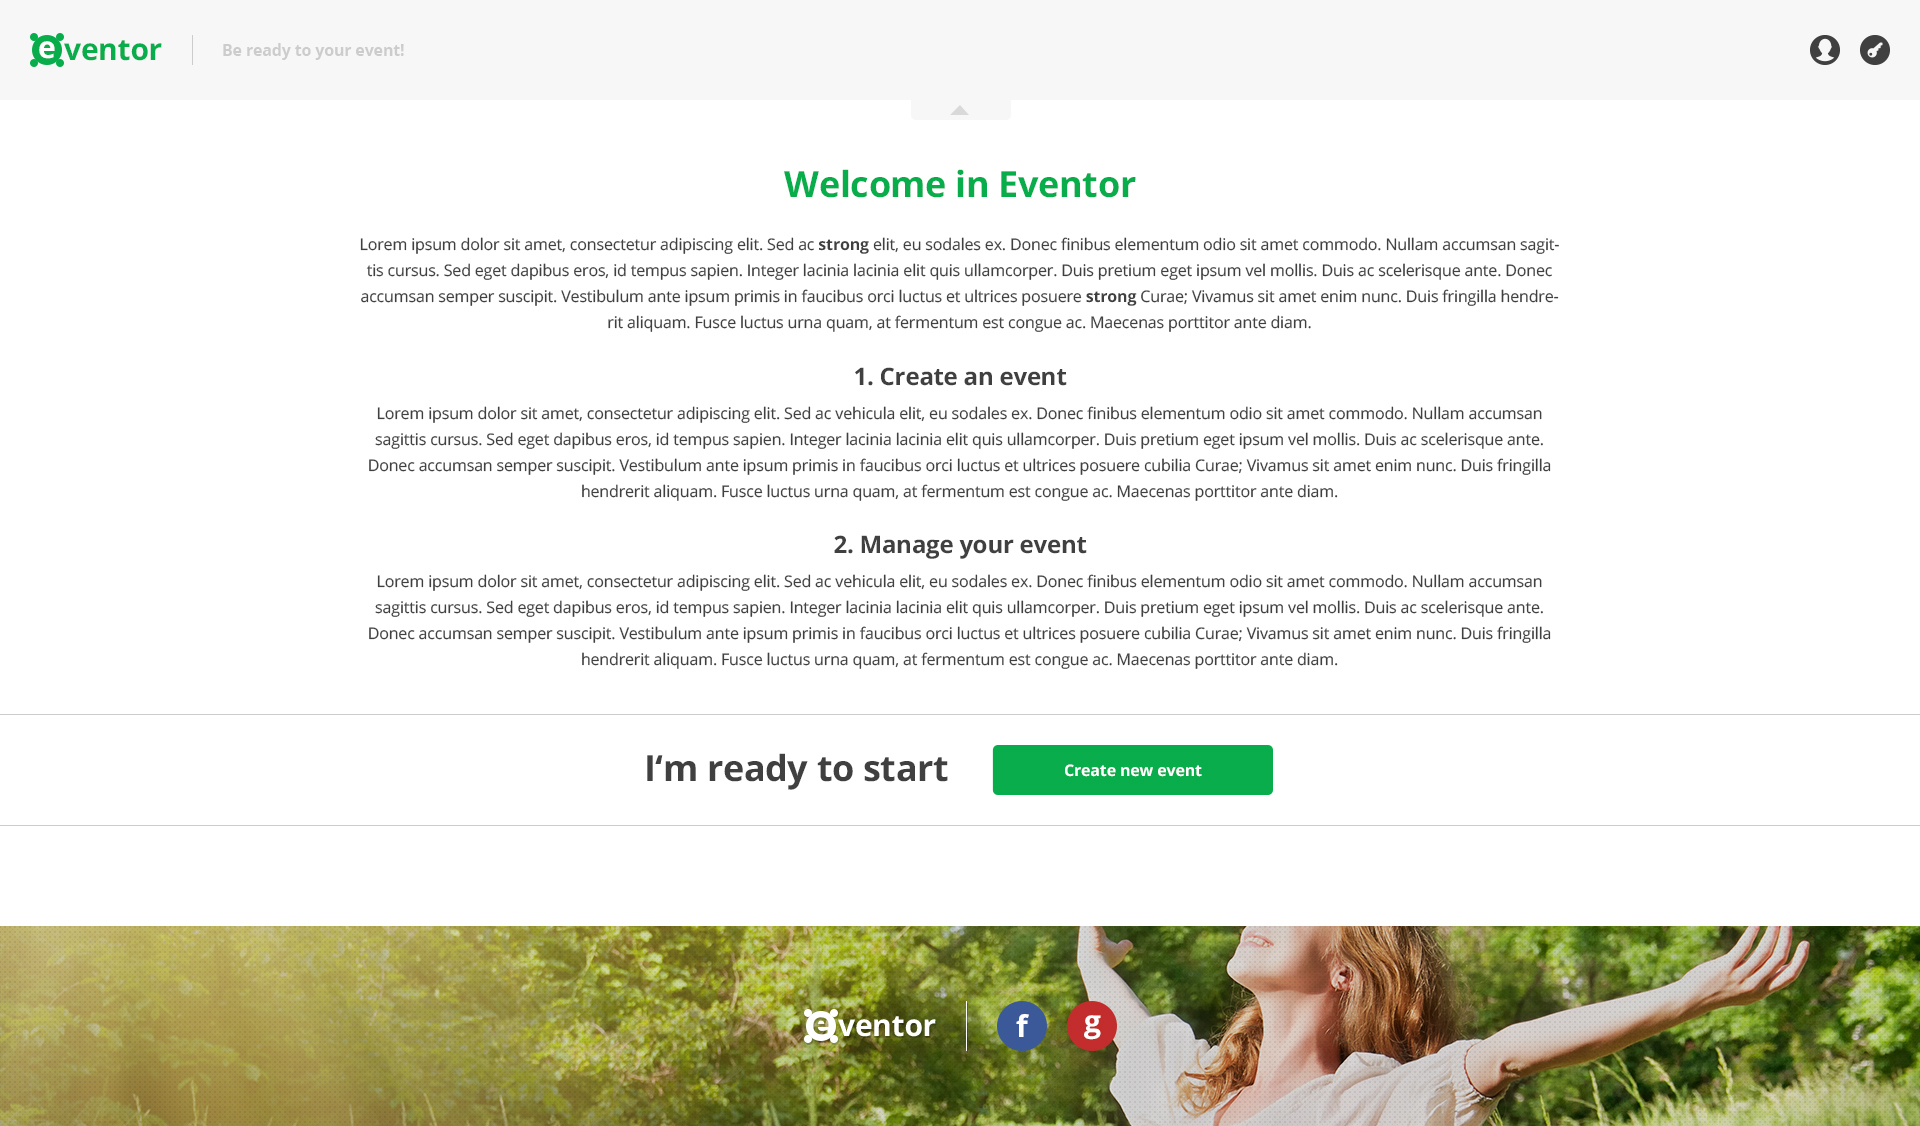 eventor
Be ready to your event!
Welcome in Eventor
Lorem ipsum dolor sit amet, consectetur adipiscing elit. Sed ac strong elit, eu sodales ex. Donec finibus elementum odio sit amet commodo. Nullam accumsan sagit-
tis cursus. Sed eget dapibus eros, id tempus sapien. Integer lacinia lacinia elit quis ullamcorper. Duis pretium eget ipsum vel mollis. Duis ac scelerisque ante. Donec
accumsan semper suscipit. Vestibulum ante ipsum primis in faucibus orci luctus et ultrices posuere strong Curae; Vivamus sit amet enim nunc. Duis fringilla hendre-
rit aliquam. Fusce luctus urna quam, at fermentum est congue ac. Maecenas porttitor ante diam.
1. Create an event
Lorem ipsum dolor sit amet, consectetur adipiscing elit. Sed ac vehicula elit, eu sodales ex. Donec finibus elementum odio sit amet commodo. Nullam accumsan
sagittis cursus. Sed eget dapibus eros, id tempus sapien. Integer lacinia lacinia elit quis ullamcorper. Duis pretium eget ipsum vel mollis. Duis ac scelerisque ante.
Donec accumsan semper suscipit. Vestibulum ante ipsum primis in faucibus orci luctus et ultrices posuere cubilia Curae; Vivamus sit amet enim nunc. Duis fringilla
hendrerit aliquam. Fusce luctus urna quam, at fermentum est congue ac. Maecenas porttitor ante diam.
2. Manage your event
Lorem ipsum dolor sit amet, consectetur adipiscing elit. Sed ac vehicula elit, eu sodales ex. Donec finibus elementum odio sit amet commodo. Nullam accumsan
sagittis cursus. Sed eget dapibus eros, id tempus sapien. Integer lacinia lacinia elit quis ullamcorper. Duis pretium eget ipsum vel mollis. Duis ac scelerisque ante.
Donec accumsan semper suscipit. Vestibulum ante ipsum primis in faucibus orci luctus et ultrices posuere cubilia Curae; Vivamus sit amet enim nunc. Duis fringilla
hendrerit aliquam. Fusce luctus urna quam, at fermentum est congue ac. Maecenas porttitor ante diam.
I‘m ready to start
Create new event
eventor
f
g